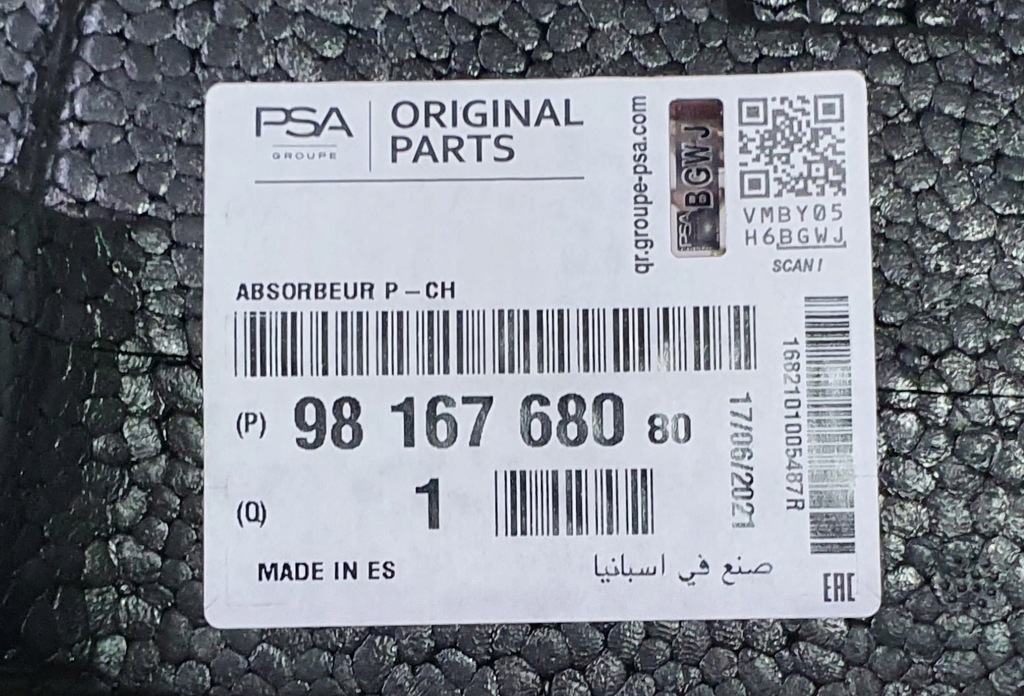 PSA
GROUPE
ORIGINAL
PARTS
qr.groupe-psa.com
PSA
BGWJ
VMBY05
H6BGWJ
SCAN!
ABSORBEUR P – CH
(P) 98 167 680 80
17/06/2021
1682101005487R
(Q) 1
MADE IN ES
صنع في اسبانيا
EAC